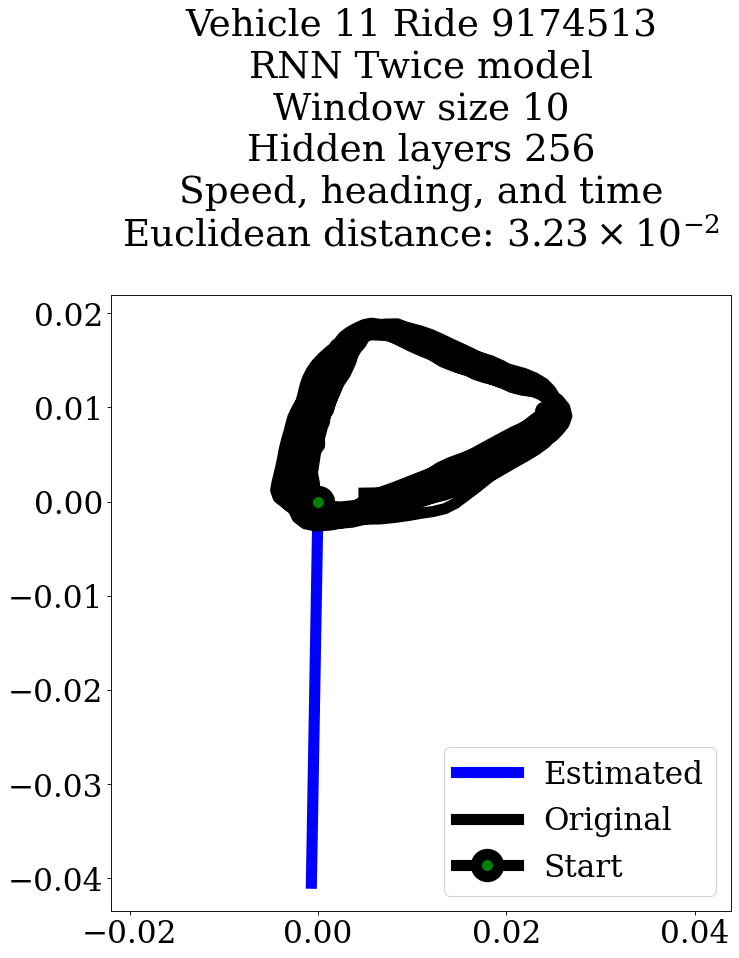 Vehicle 11 Ride 9174513
RNN Twice model
Window size 10
Hidden layers 256
Speed, heading, and time
Euclidean distance: 3.23 × 10⁻²
0.02
0.01
0.00
−0.01
−0.02
−0.03
−0.04
Estimated
Original
Start
−0.02 0.00 0.02 0.04